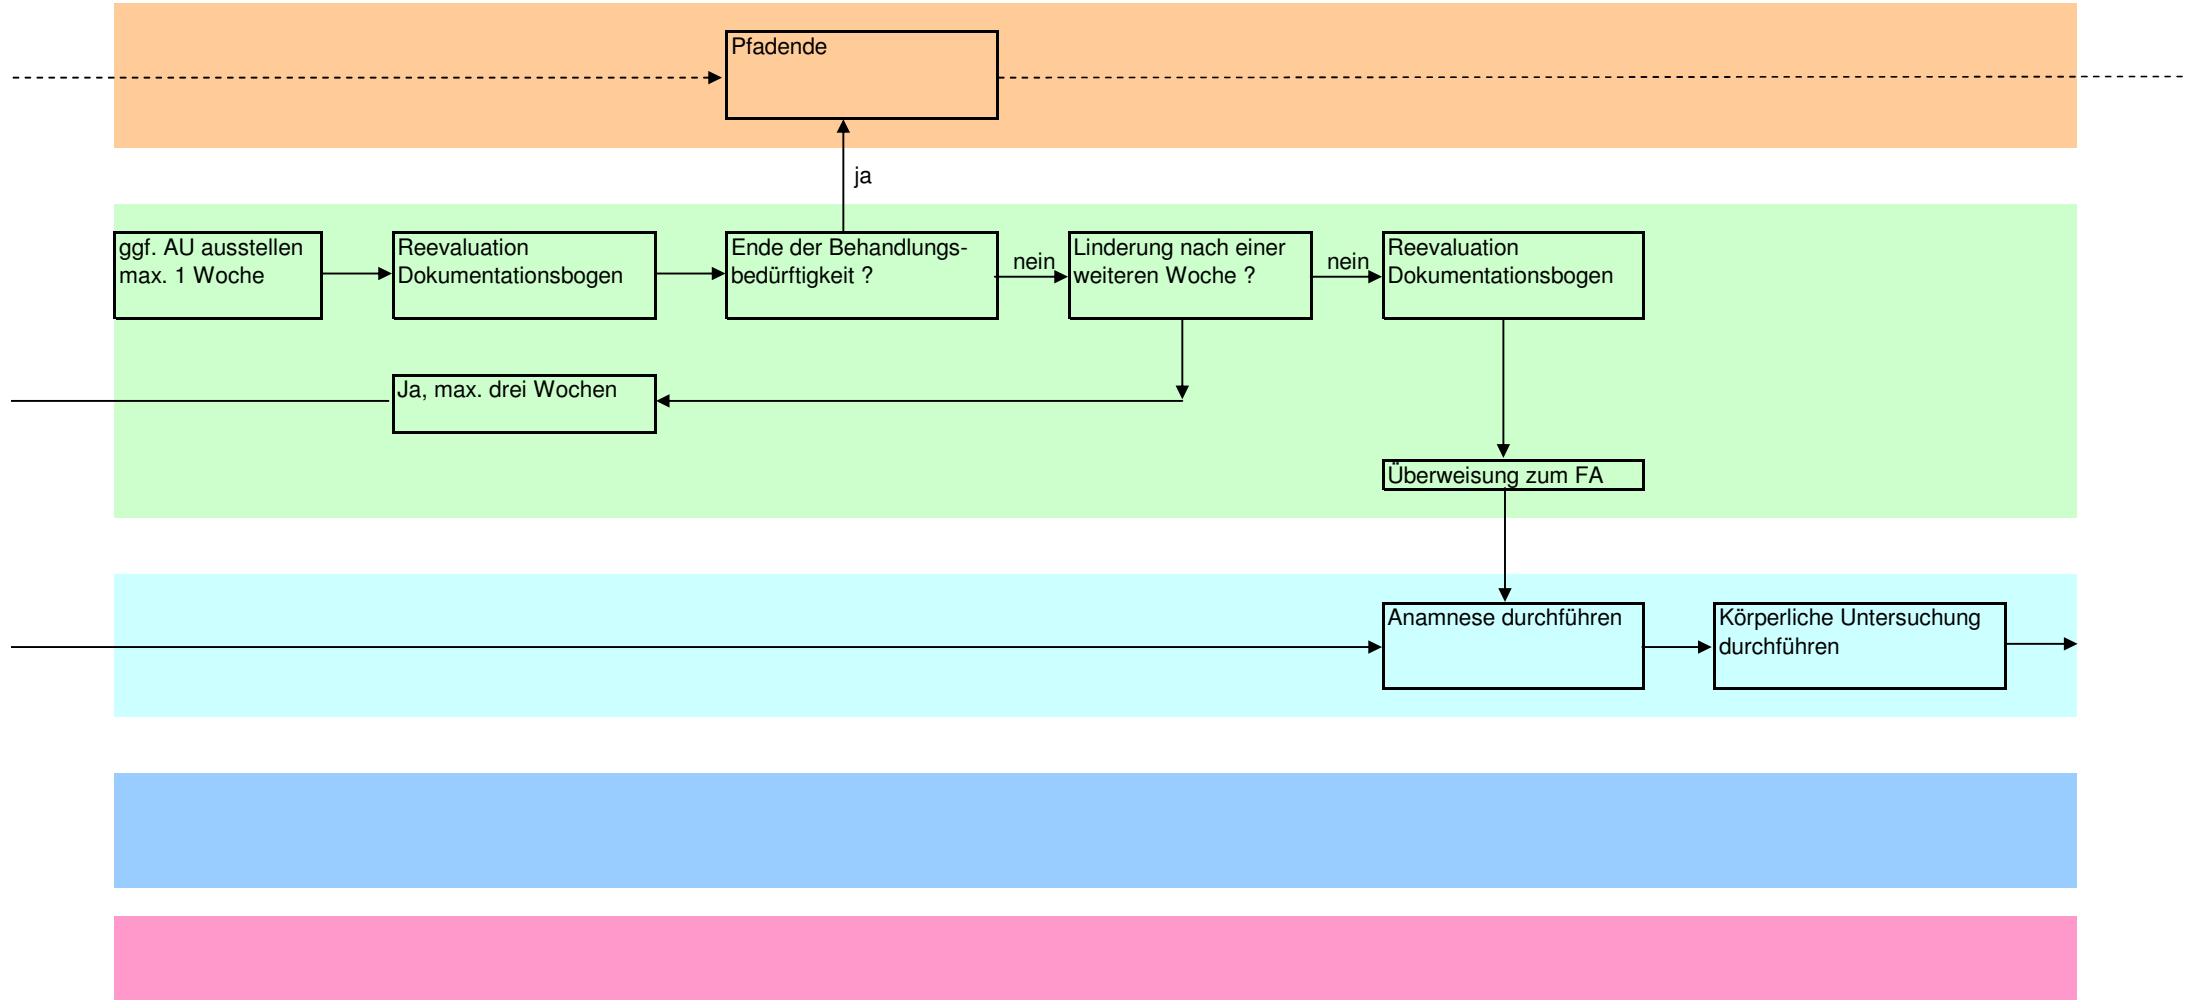 Pfadende
ja
ggf. AU ausstellen
max. 1 Woche
Reevaluation
Dokumentationsbogen
Ende der Behandlungs-
bedürftigkeit ?
nein
Linderung nach einer
weiteren Woche ?
nein
Reevaluation
Dokumentationsbogen
Ja, max. drei Wochen
Überweisung zum FA
Anamnese durchführen
Körperliche Untersuchung
durchführen